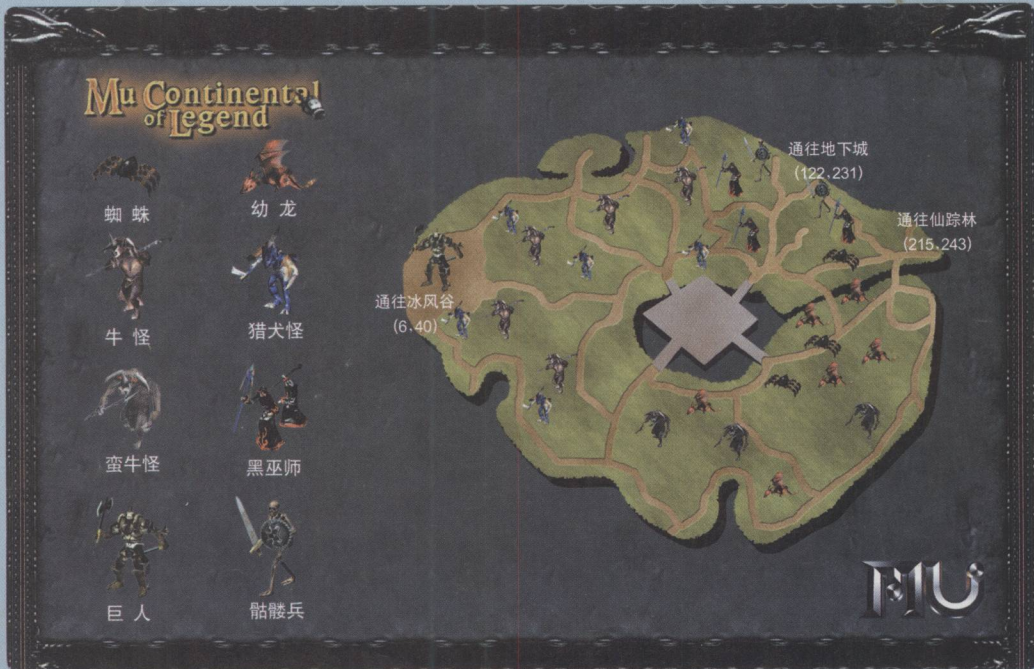 Mu Continental
of Legend
蜘 蛛
幼 龙
牛 怪
猎犬怪
蛮牛怪
黑巫师
巨 人
骷髅兵
通往地下城
(122,231)
通往仙踪林
(215,243)
通往冰风谷
(6,40)
MU